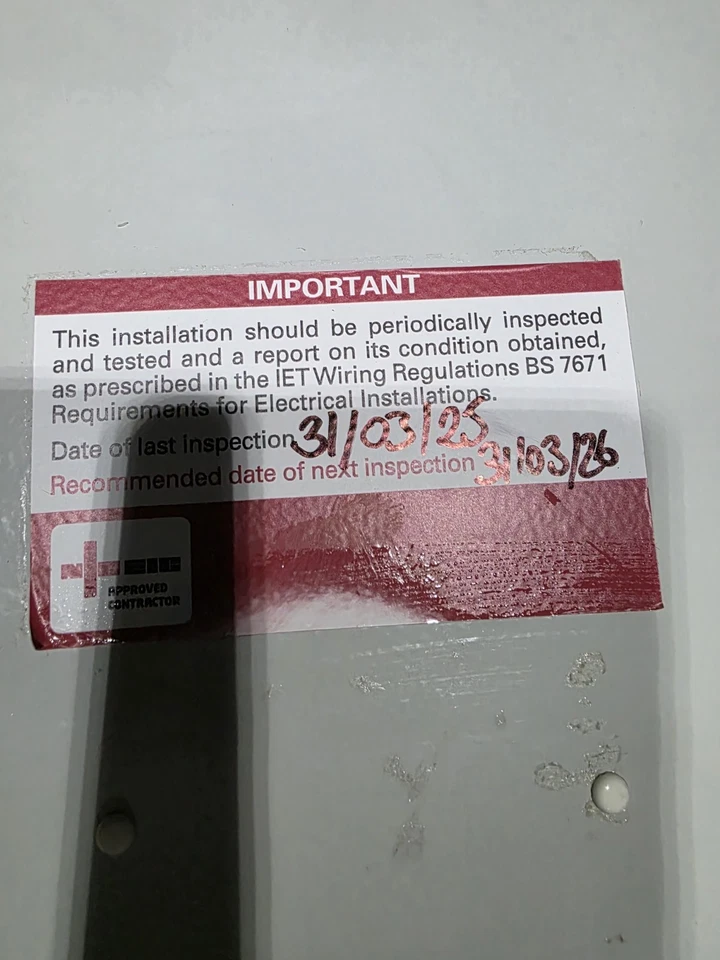 IMPORTANT
This installation should be periodically inspected
and tested and a report on its condition obtained,
as prescribed in the IET Wiring Regulations BS 7671
Requirements for Electrical Installations.
Date of last inspection 31/03/25
Recommended date of next inspection 31/03/26
APPROVED
CONTRACTOR